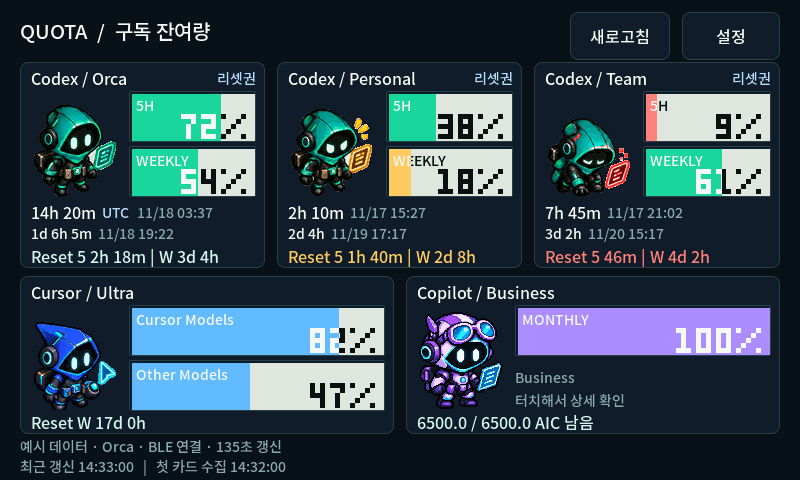 QUOTA / 구독 잔여량
새로고침
설정
Codex / Orca
리셋권
5H
72%
WEEKLY
54%
14h 20m UTC 11/18 03:37
1d 6h 5m 11/18 19:22
Reset 5 2h 18m | W 3d 4h
Codex / Personal
리셋권
5H
38%
WEEKLY
18%
2h 10m 11/17 15:27
2d 4h 11/19 17:17
Reset 5 1h 40m | W 2d 8h
Codex / Team
리셋권
5H
9%
WEEKLY
61%
7h 45m 11/17 21:02
3d 2h 11/20 15:17
Reset 5 46m | W 4d 2h
Cursor / Ultra
Cursor Models
82%
Other Models
47%
Reset W 17d 0h
Copilot / Business
MONTHLY
100%
Business
터치해서 상세 확인
6500.0 / 6500.0 AIC 남음
예시 데이터 · Orca · BLE 연결 · 135초 갱신
최근 갱신 14:33:00 | 첫 카드 수집 14:32:00